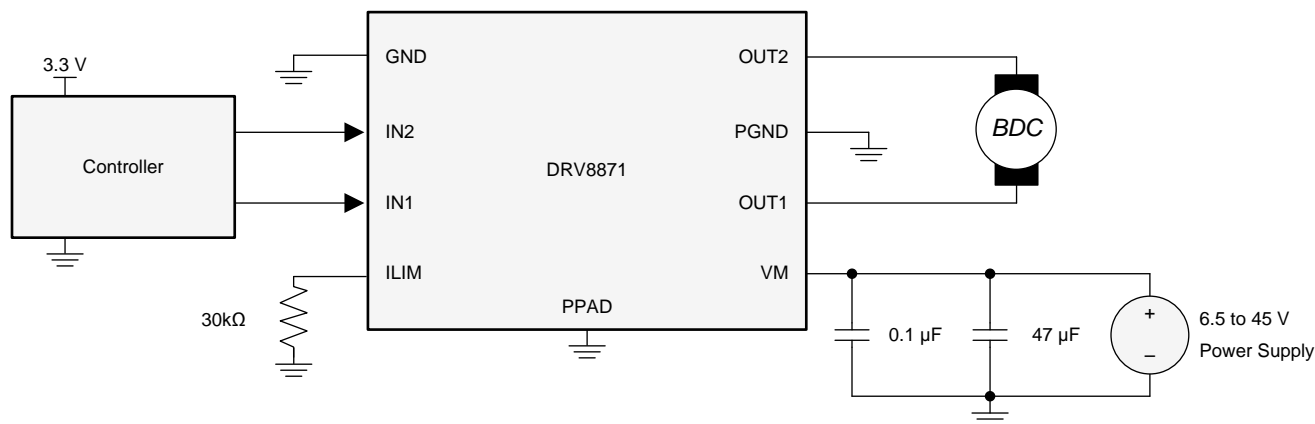 3.3 V
Controller
GND
IN2
IN1
ILIM
DRV8871
PPAD
OUT2
PGND
OUT1
VM
BDC
30kΩ
0.1 µF
47 µF
+
–
6.5 to 45 V
Power Supply